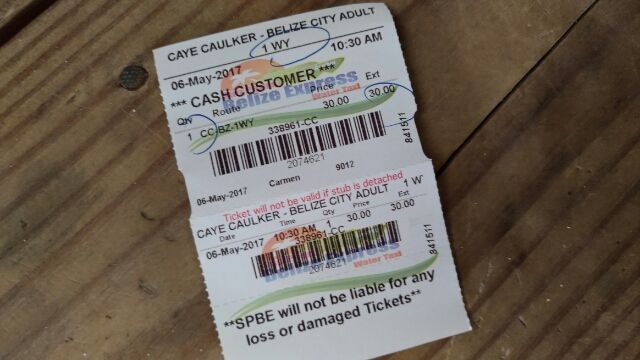 CAYE CAULKER - BELIZE CITY ADULT
1 WY 10:30 AM
06-May-2017
*** CASH CUSTOMER ***
Belize Express
Water Taxi
Qty Route Price Ext
1 CC-BZ-1WY 30.00 30.00
338961-CC
2074621
841511
06-May-2017 Carmen 9012
Ticket will not be valid if stub is detached
CAYE CAULKER - BELIZE CITY ADULT 1 W
Date Time Qty Price Ext
06-May-2017 10:30 AM 1 30.00 30.00
338961-CC
Belize Express
Water Taxi
2074621
841511
**SPBE will not be liable for any
loss or damaged Tickets**